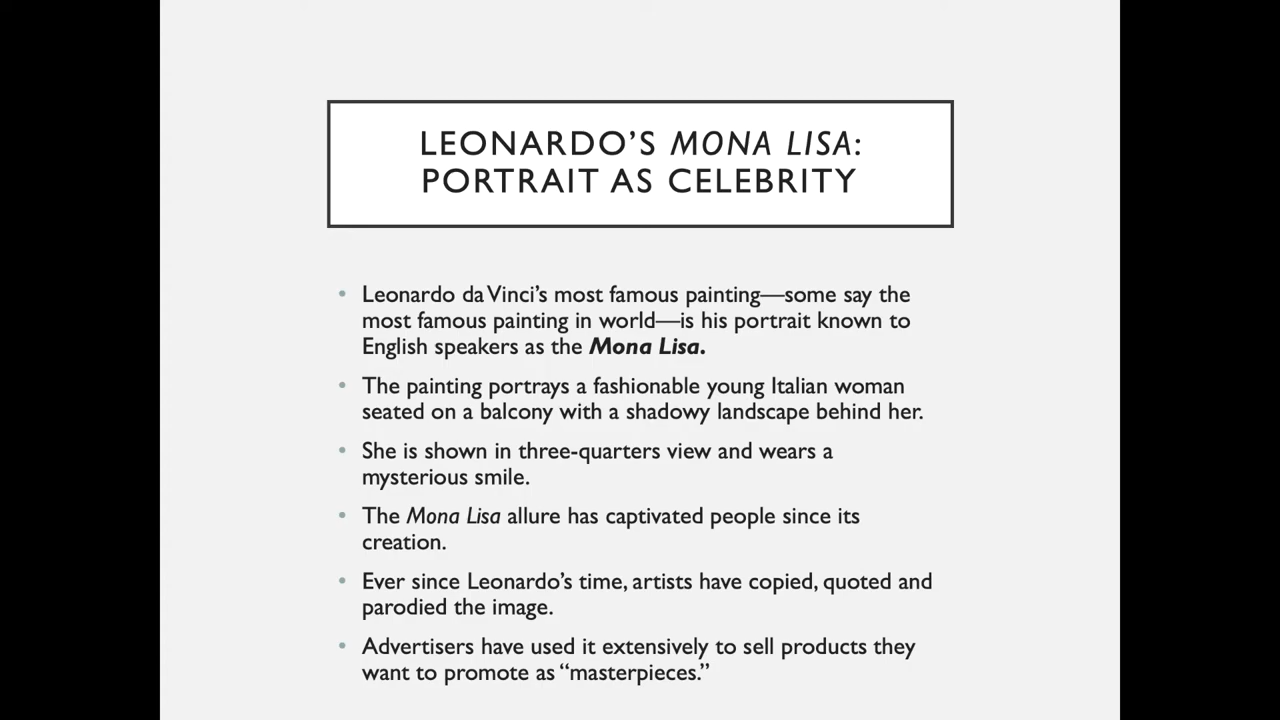 LEONARDO’S MONA LISA:
PORTRAIT AS CELEBRITY
• Leonardo da Vinci’s most famous painting—some say the
most famous painting in world—is his portrait known to
English speakers as the Mona Lisa.
• The painting portrays a fashionable young Italian woman
seated on a balcony with a shadowy landscape behind her.
• She is shown in three-quarters view and wears a
mysterious smile.
• The Mona Lisa allure has captivated people since its
creation.
• Ever since Leonardo’s time, artists have copied, quoted and
parodied the image.
• Advertisers have used it extensively to sell products they
want to promote as “masterpieces.”